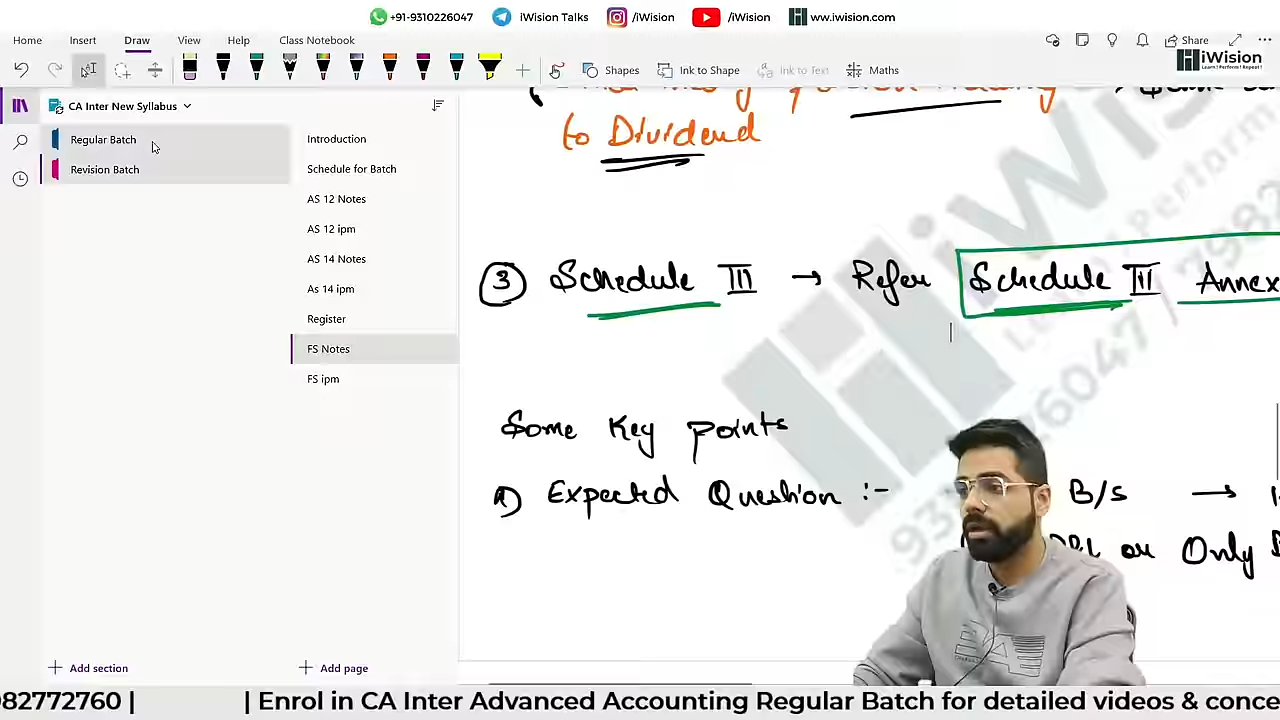 +91-9310226047 iWision Talks /iWision /iWision ww.iwision.com
Home Insert Draw View Help Class Notebook Share
Shapes Ink to Shape Ink to Text Maths
iWision
Learn ! Perform ! Repeat !
CA Inter New Syllabus
Regular Batch
Revision Batch
Introduction
Schedule for Batch
AS 12 Notes
AS 12 ipm
AS 14 Notes
As 14 ipm
Register
FS Notes
FS ipm
Add section
Add page
to Dividend
③ Schedule III → Refer Schedule III Annex
Some Key points
A) Expected Question :- B/s →
or Only
982772760 | | Enrol in CA Inter Advanced Accounting Regular Batch for detailed videos & conce